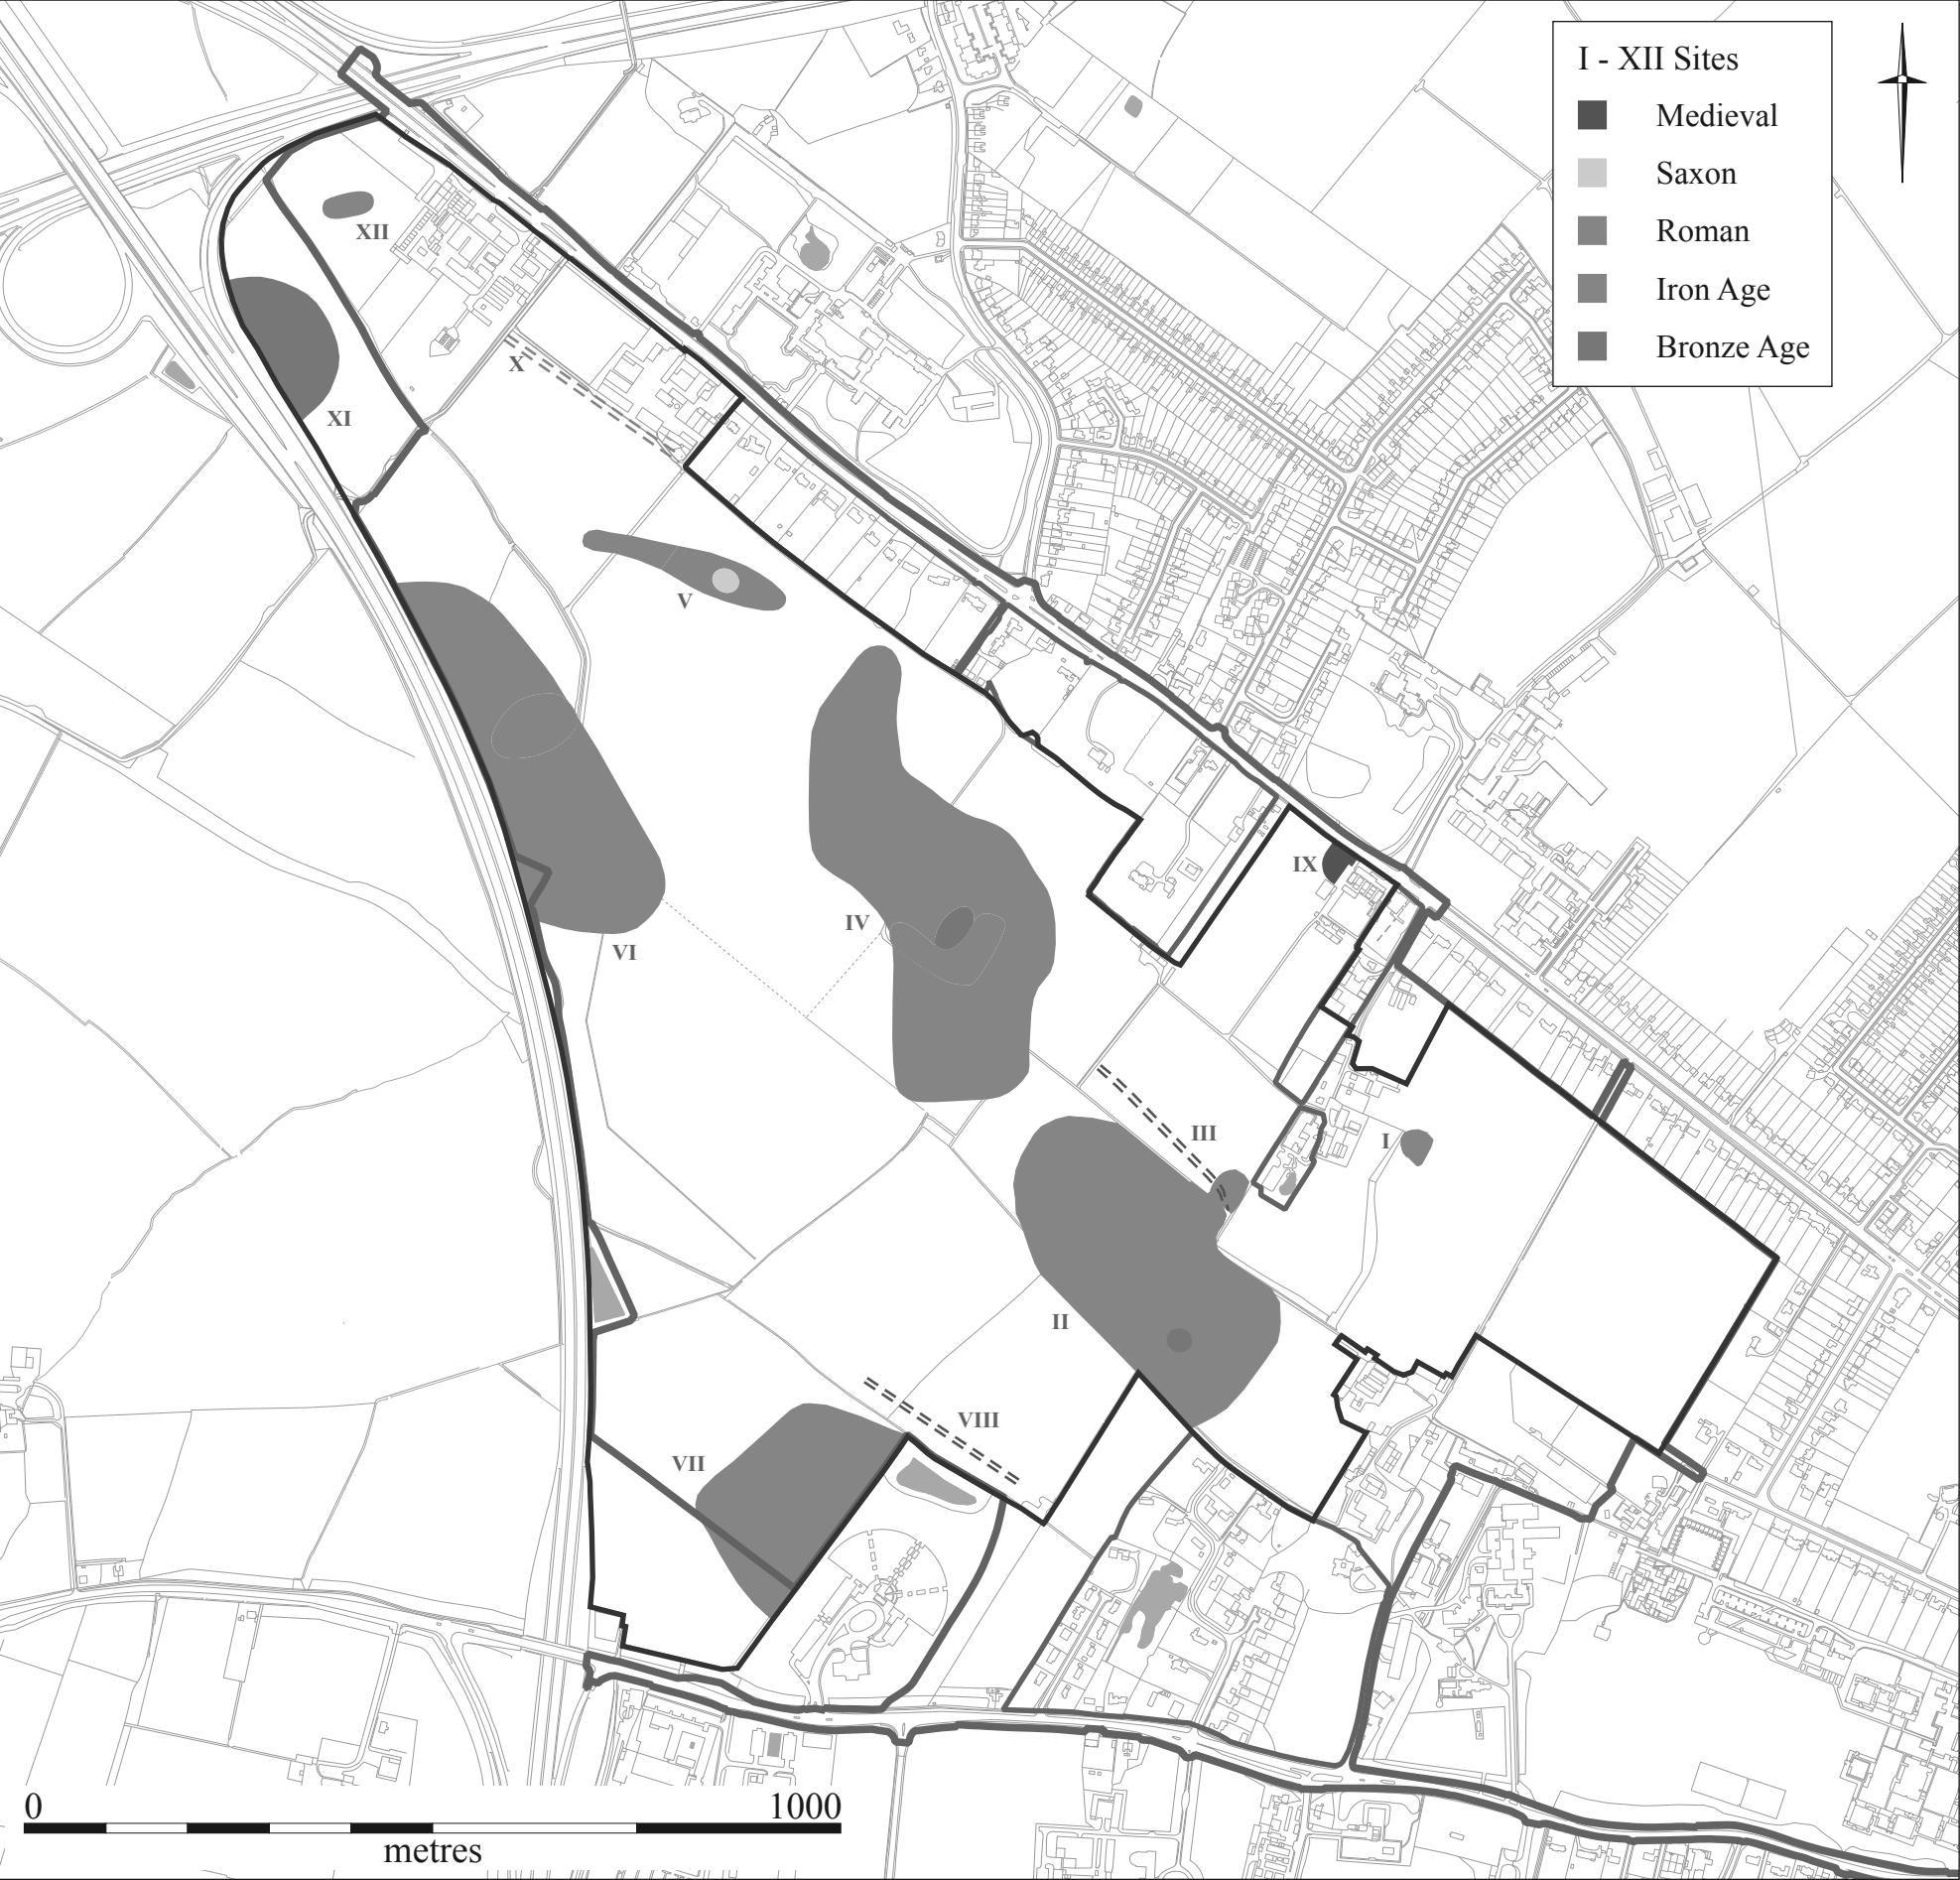 I - XII Sites
Medieval
Saxon
Roman
Iron Age
Bronze Age
XII
X
XI
V
IX
IV
VI
III
I
II
VIII
VII
0 1000
metres